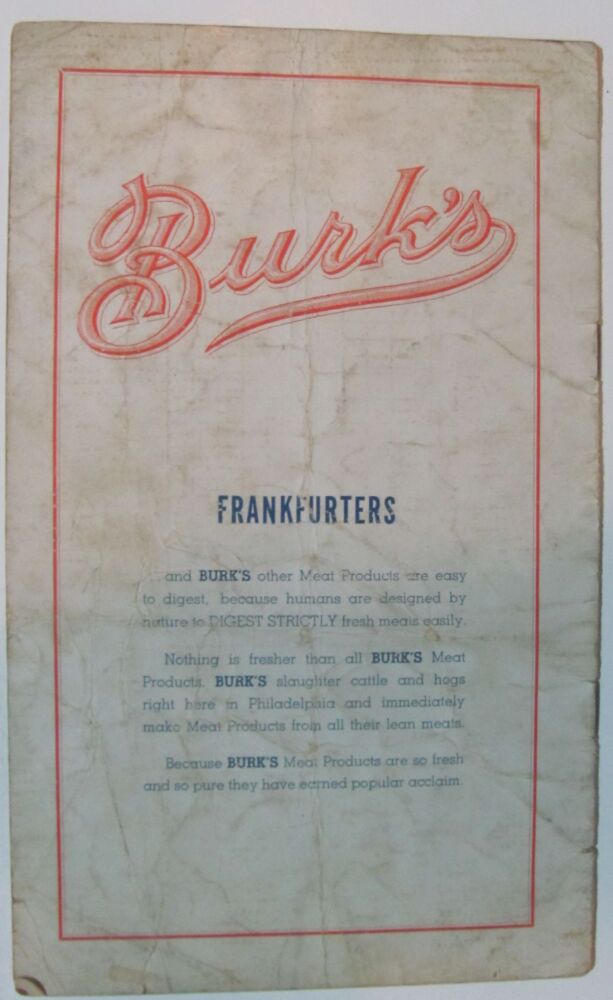 Burk's
FRANKFURTERS
...and BURK'S other Meat Products are easy
to digest, because humans are designed by
nature to DIGEST STRICTLY fresh meats easily.
Nothing is fresher than all BURK'S Meat
Products. BURK'S slaughter cattle and hogs
right here in Philadelphia and immediately
make Meat Products from all their lean meats.
Because BURK'S Meat Products are so fresh
and so pure they have earned popular acclaim.